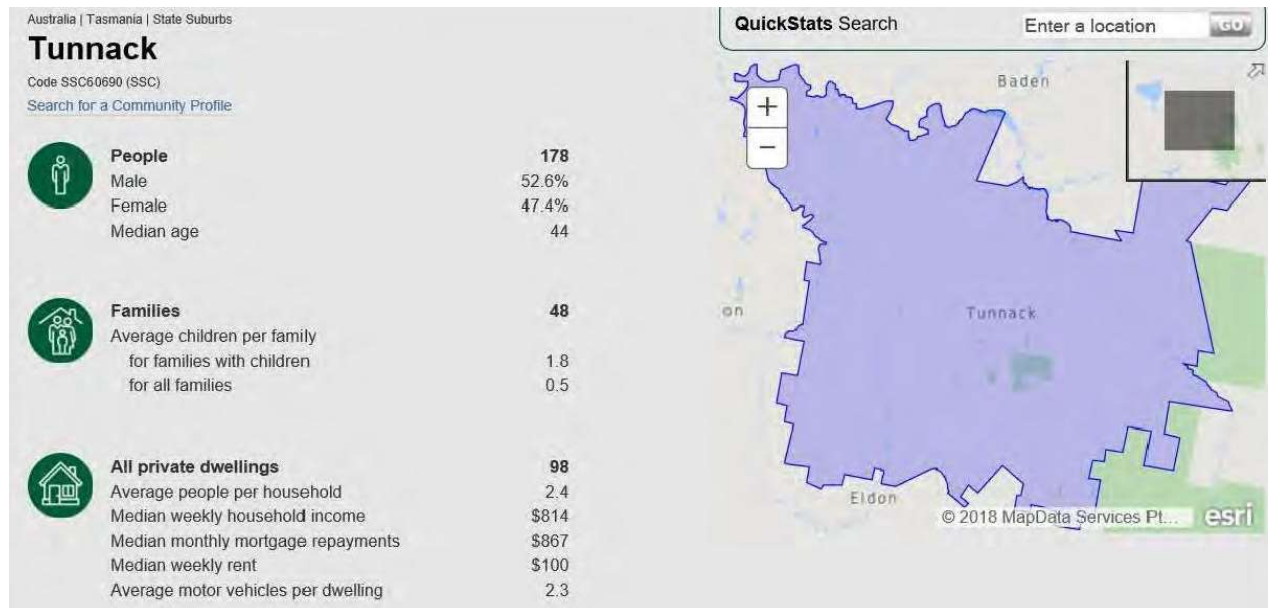 Australia | Tasmania | State Suburbs
Tunnack
Code SSC60690 (SSC)
Search for a Community Profile
People 178
Male 52.6%
Female 47.4%
Median age 44
Families 48
Average children per family
for families with children 1.8
for all families 0.5
All private dwellings 98
Average people per household 2.4
Median weekly household income $814
Median monthly mortgage repayments $867
Median weekly rent $100
Average motor vehicles per dwelling 2.3
QuickStats Search Enter a location GO
Baden
+
−
on
Tunnack
Eldon
© 2018 MapData Services Pt... esri